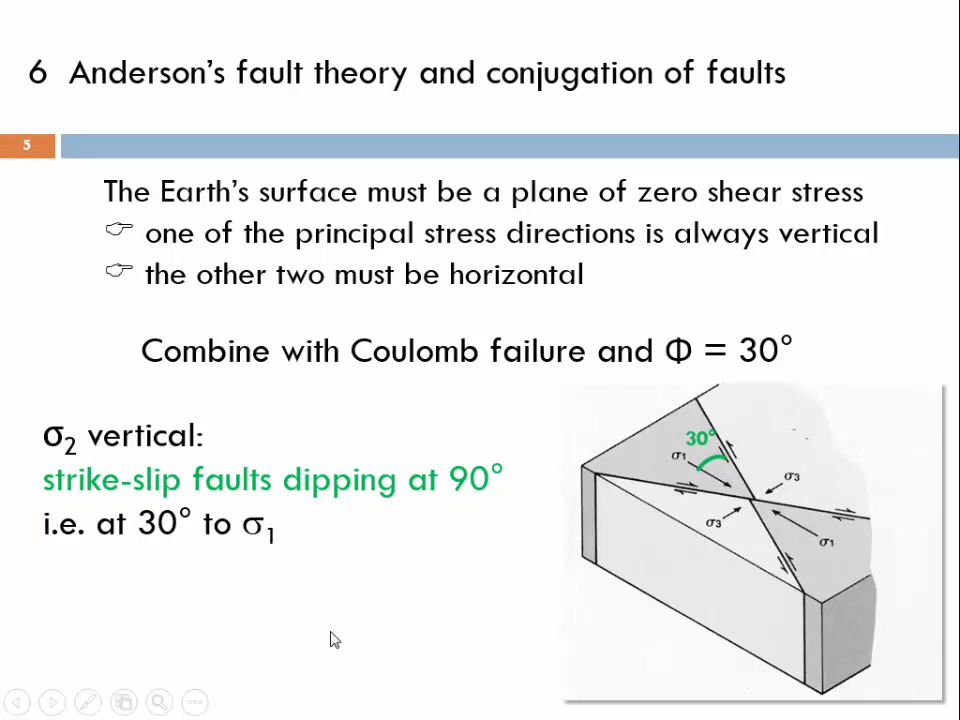 6 Anderson's fault theory and conjugation of faults
5
The Earth's surface must be a plane of zero shear stress
☞ one of the principal stress directions is always vertical
☞ the other two must be horizontal
Combine with Coulomb failure and Φ = 30°
σ₂ vertical:
strike-slip faults dipping at 90°
i.e. at 30° to σ₁
30°
σ₁
σ₃
σ₃
σ₁